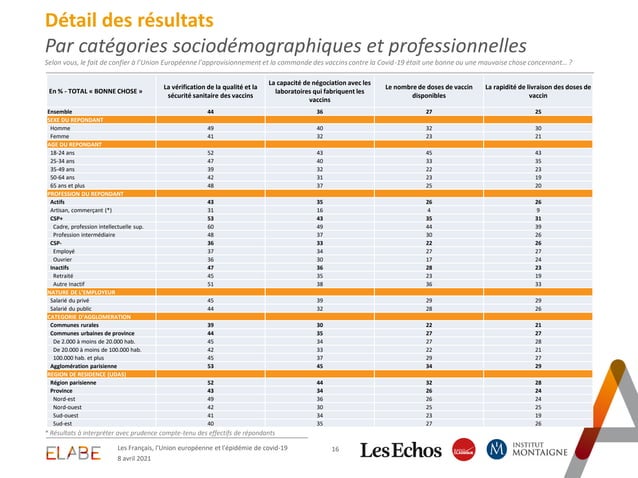 Détail des résultats
Par catégories sociodémographiques et professionnelles
Selon vous, le fait de confier à l'Union Européenne l'approvisionnement et la commande des vaccins contre la Covid-19 était une bonne ou une mauvaise chose concernant… ?
En % - TOTAL « BONNE CHOSE » La vérification de la qualité et la sécurité sanitaire des vaccins La capacité de négociation avec les laboratoires qui fabriquent les vaccins Le nombre de doses de vaccin disponibles La rapidité de livraison des doses de vaccin
Ensemble 44 36 27 25
SEXE DU REPONDANT
Homme 49 40 32 30
Femme 41 32 23 21
AGE DU REPONDANT
18-24 ans 52 43 45 43
25-34 ans 47 40 33 35
35-49 ans 39 32 22 23
50-64 ans 42 31 23 19
65 ans et plus 48 37 25 20
PROFESSION DU REPONDANT
Actifs 43 35 26 26
Artisan, commerçant (*) 31 16 4 9
CSP+ 53 43 35 31
Cadre, profession intellectuelle sup. 60 49 44 39
Profession intermédiaire 48 37 30 26
CSP- 36 33 22 26
Employé 37 34 27 27
Ouvrier 36 30 17 24
Inactifs 47 36 28 23
Retraité 45 35 23 19
Autre Inactif 51 38 36 33
NATURE DE L'EMPLOYEUR
Salarié du privé 45 39 29 29
Salarié du public 44 32 28 26
CATEGORIE D'AGGLOMERATION
Communes rurales 39 30 22 21
Communes urbaines de province 44 35 27 27
De 2.000 à moins de 20.000 hab. 45 34 27 28
De 20.000 à moins de 100.000 hab. 42 33 22 21
100.000 hab. et plus 45 37 29 27
Agglomération parisienne 53 45 34 29
REGION DE RESIDENCE (UDA8)
Région parisienne 52 44 32 28
Province 43 34 26 24
Nord-est 49 36 26 24
Nord-ouest 42 30 25 25
Sud-ouest 41 34 23 19
Sud-est 40 35 27 26
* Résultats à interpréter avec prudence compte-tenu des effectifs de répondants
ELABE
Les Français, l'Union européenne et l'épidémie de covid-19
8 avril 2021
16
LesEchos
RADIO CLASSIQUE
INSTITUT MONTAIGNE